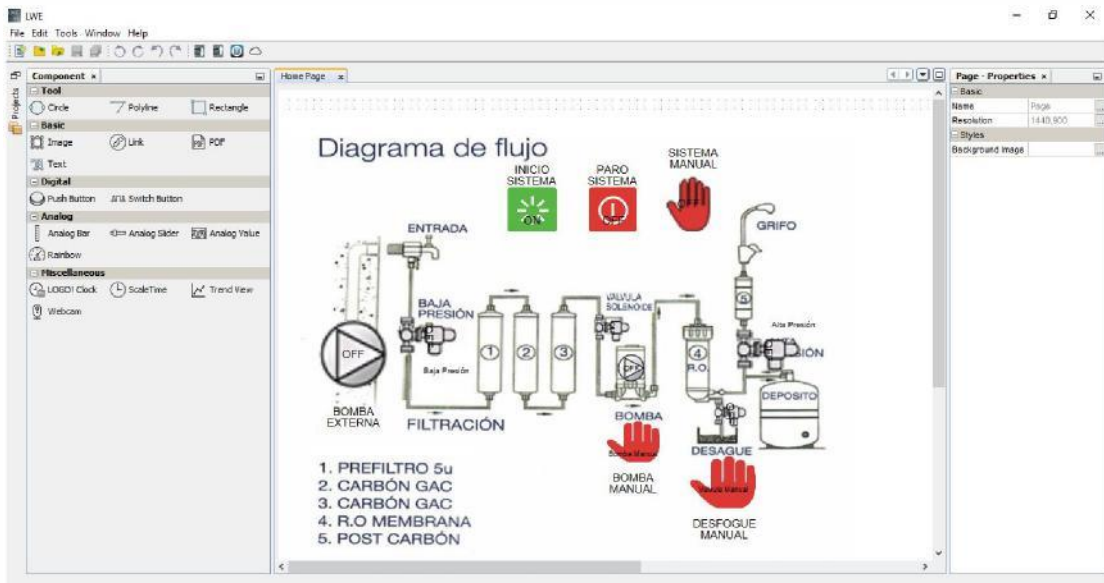 LWE
File Edit Tools Window Help
Projects
Component
Tool
Circle Polyline Rectangle
Basic
Image Link PDF
Text
Digital
Push Button Switch Button
Analog
Analog Bar Analog Slider Analog Value
Rainbow
Miscellaneous
LOGO! Clock ScaleTime Trend View
Webcam
Home Page
Diagrama de flujo
INICIO
SISTEMA
ON
PARO
SISTEMA
OFF
SISTEMA
MANUAL
ENTRADA
GRIFO
BAJA
PRESIÓN
Baja Presión
VALVULA
SOLENOIDE
Alta Presión
SIÓN
OFF
1
2
3
4
R.O.
5
OFF
BOMBA
EXTERNA
FILTRACIÓN
BOMBA
Bomba Manual
BOMBA
MANUAL
DEPOSITO
DESAGUE
Manual
DESFOGUE
MANUAL
1. PREFILTRO 5u
2. CARBÓN GAC
3. CARBÓN GAC
4. R.O MEMBRANA
5. POST CARBÓN
Page - Properties
Basic
Name Page
Resolution 1440,900
Styles
Background Image